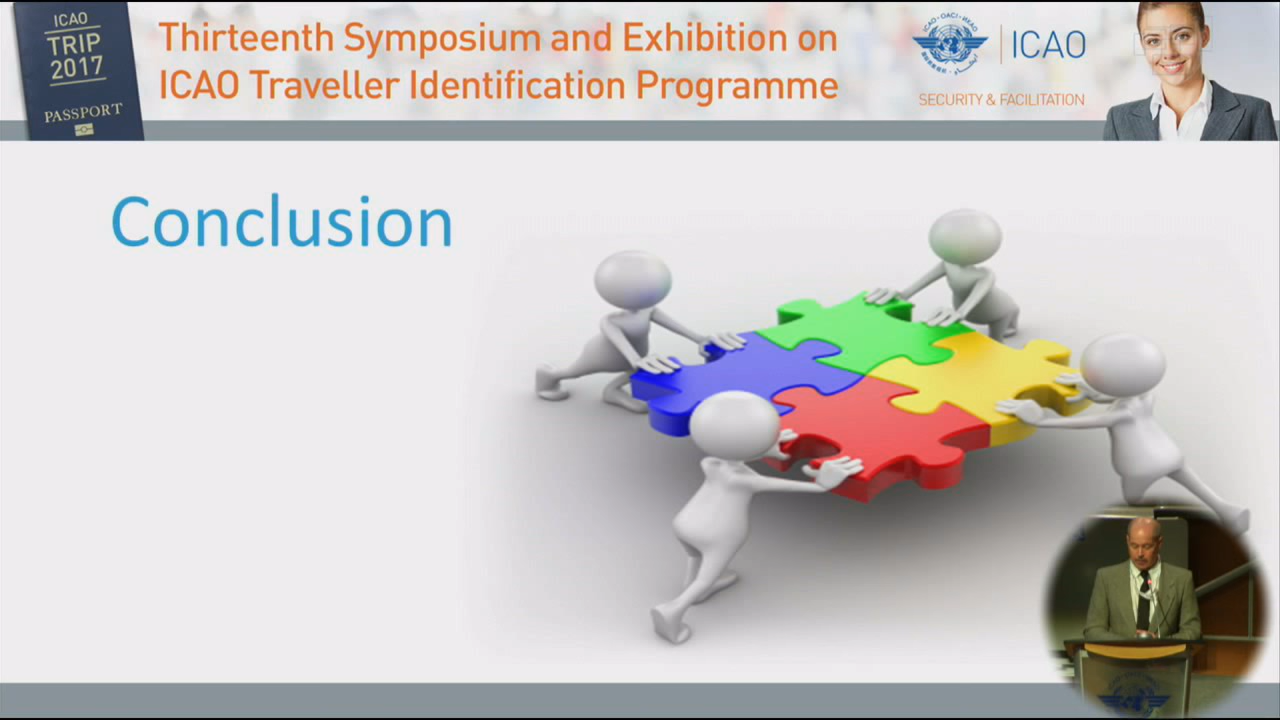 ICAO
TRIP
2017
PASSPORT
Thirteenth Symposium and Exhibition on
ICAO Traveller Identification Programme
ICAO
SECURITY & FACILITATION
Conclusion